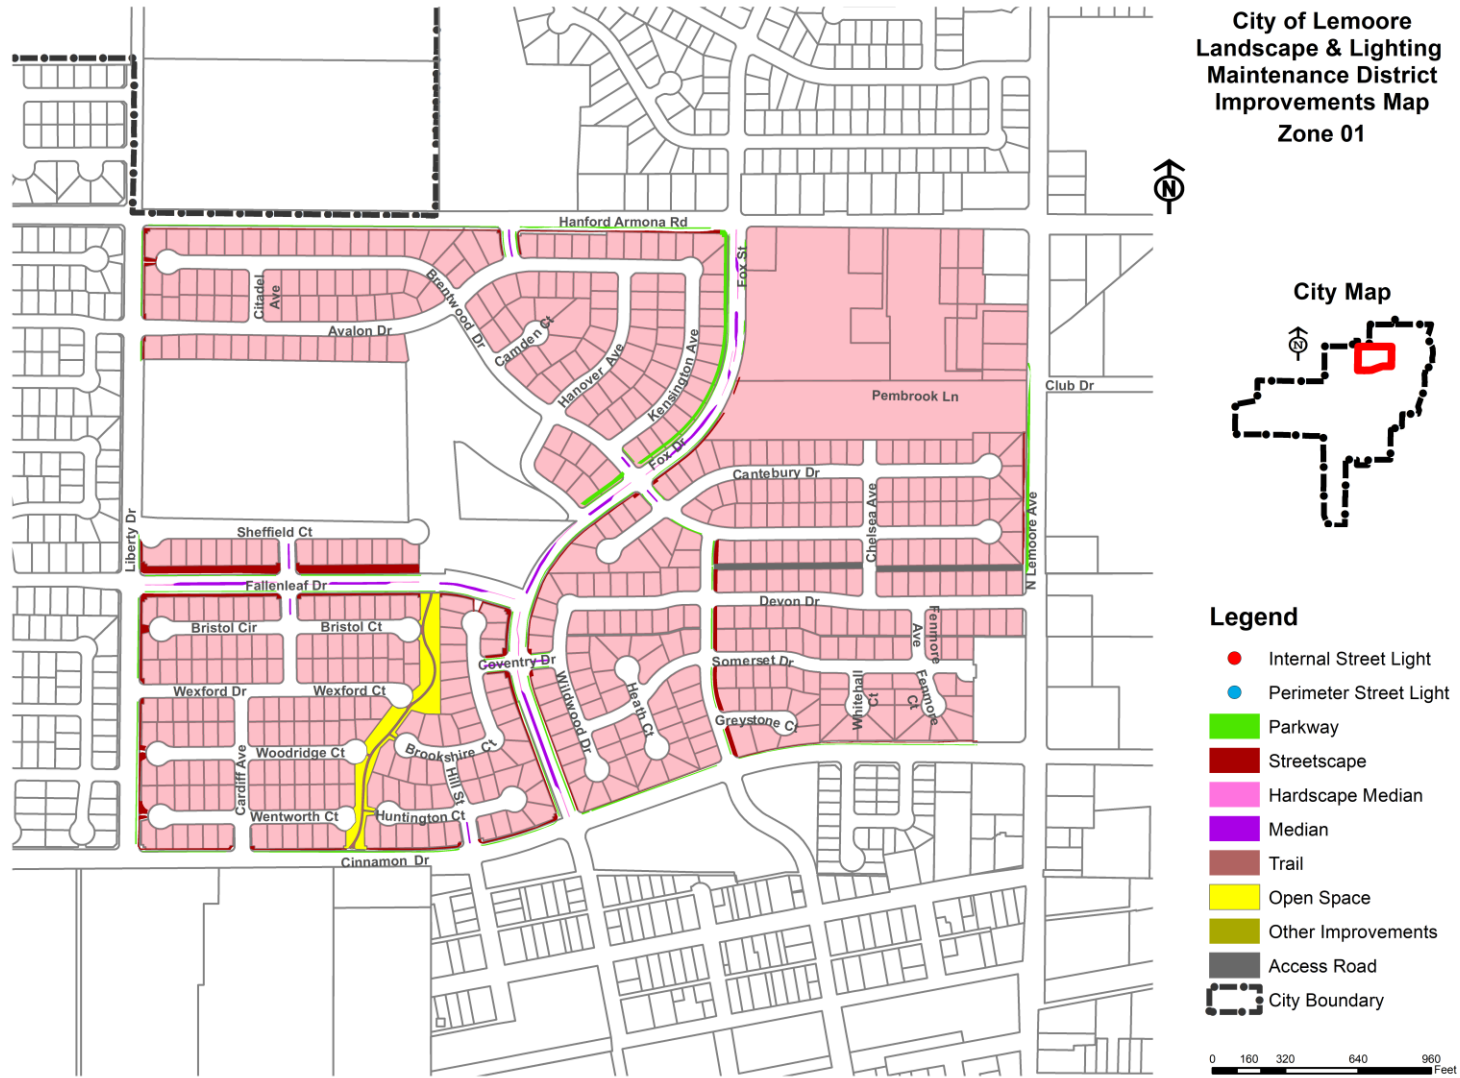 City of Lemoore
Landscape & Lighting
Maintenance District
Improvements Map
Zone 01
N
City Map
N
Hanford Armona Rd
Fox St
Citadel
Ave
Brentwood Dr
Avalon Dr
Camden Ct
Hanover Ave
Kensington Ave
Pembrook Ln
Club Dr
Fox Dr
Cantebury Dr
Chelsea Ave
N Lemoore Ave
Liberty Dr
Sheffield Ct
Fallenleaf Dr
Devon Dr
Bristol Cir
Bristol Ct
Fenmore
Ave
Coventry Dr
Somerset Dr
Wexford Dr
Wexford Ct
Wildwood Dr
Heath Ct
Whitehall
Ct
Fenmore
Ct
Greystone Ct
Woodridge Ct
Brookshire Ct
Cardiff Ave
Hill St
Wentworth Ct
Huntington Ct
Cinnamon Dr
Legend
Internal Street Light
Perimeter Street Light
Parkway
Streetscape
Hardscape Median
Median
Trail
Open Space
Other Improvements
Access Road
City Boundary
0 160 320 640 960
Feet